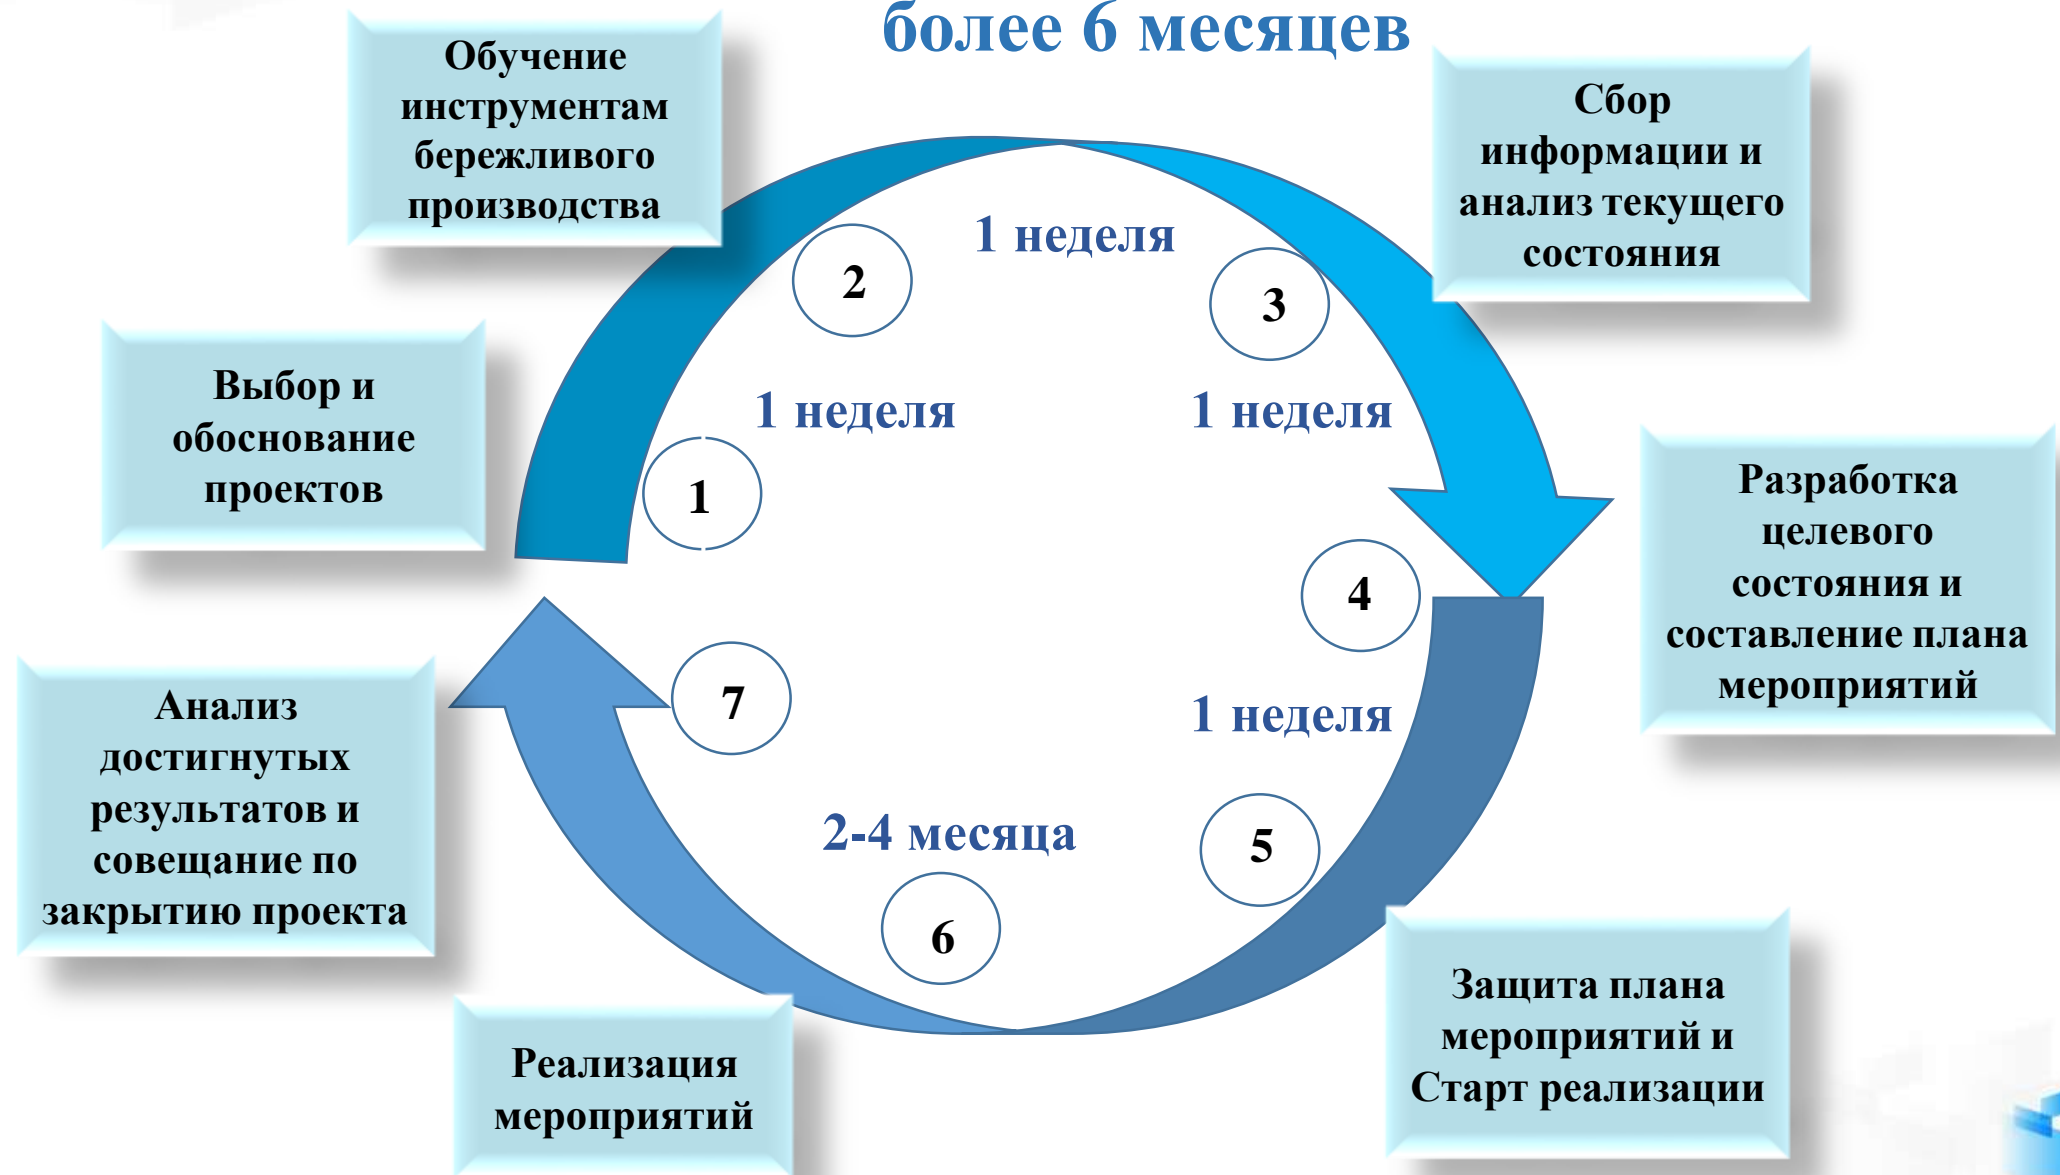 более 6 месяцев
Обучение
инструментам
бережливого
производства
Сбор
информации и
анализ текущего
состояния
1 неделя
2
3
Выбор и
обоснование
проектов
1 неделя
1 неделя
1
Разработка
целевого
состояния и
составление плана
мероприятий
4
7
Анализ
достигнутых
результатов и
совещание по
закрытию проекта
1 неделя
2-4 месяца
5
6
Защита плана
мероприятий и
Старт реализации
Реализация
мероприятий